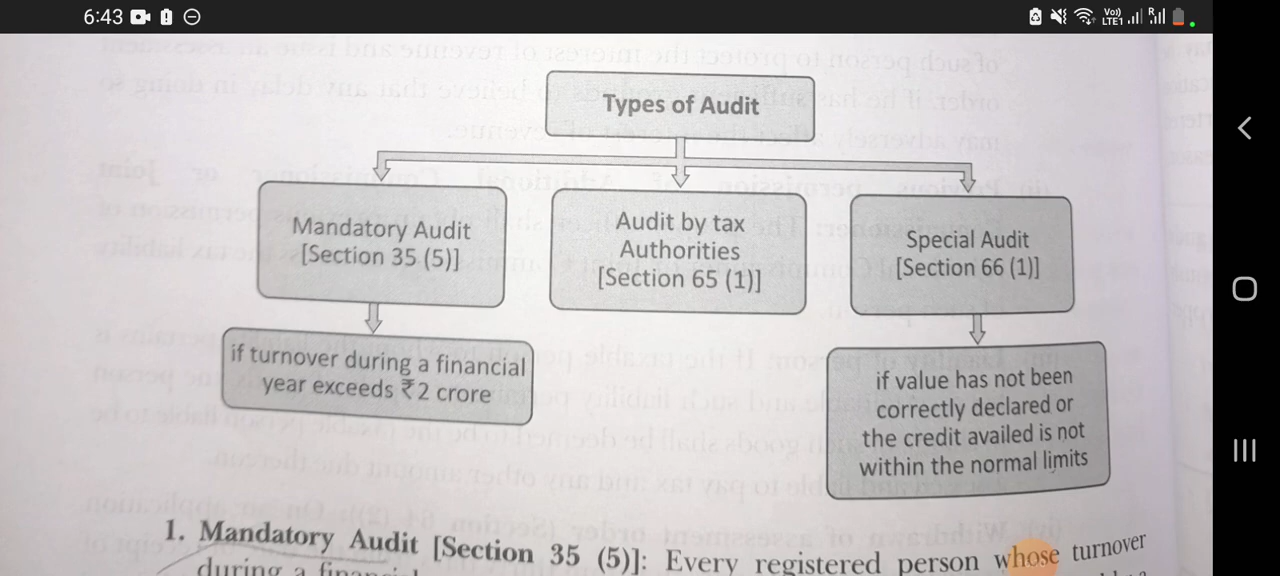 6:43
Vo)) R
LTE1
Types of Audit
Mandatory Audit
[Section 35 (5)]
if turnover during a financial
year exceeds ₹2 crore
Audit by tax
Authorities
[Section 65 (1)]
Special Audit
[Section 66 (1)]
if value has not been
correctly declared or
the credit availed is not
within the normal limits
1. Mandatory Audit [Section 35 (5)]: Every registered person whose turnover
during a